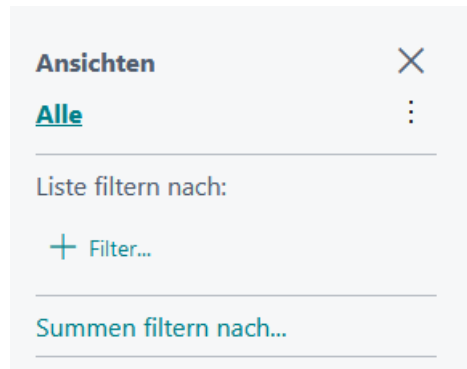 Ansichten
Alle
Liste filtern nach:
Filter...
Summen filtern nach...